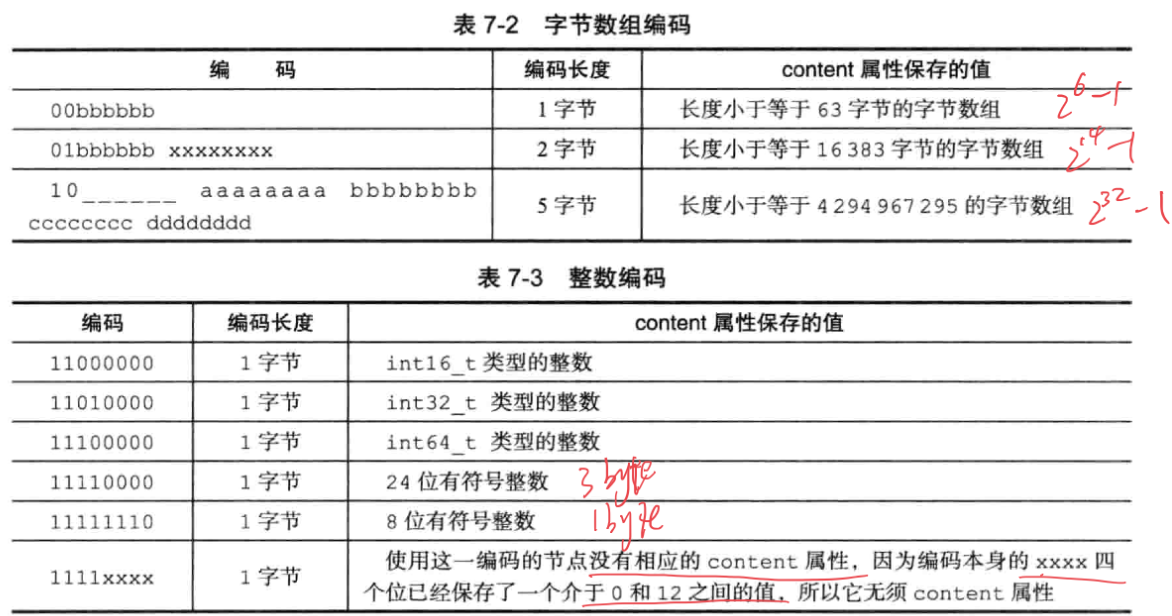 表 7-2 字节数组编码
编 码 编码长度 content 属性保存的值
00bbbbbb 1 字节 长度小于等于 63 字节的字节数组 2^6-1
01bbbbbb xxxxxxxx 2 字节 长度小于等于 16 383 字节的字节数组 2^14-1
10______ aaaaaaaa bbbbbbbb
cccccccc dddddddd 5 字节 长度小于等于 4 294 967 295 的字节数组 2^32-1
表 7-3 整数编码
编码 编码长度 content 属性保存的值
11000000 1 字节 int16_t 类型的整数
11010000 1 字节 int32_t 类型的整数
11100000 1 字节 int64_t 类型的整数
11110000 1 字节 24 位有符号整数 3 byte
11111110 1 字节 8 位有符号整数 1 byte
1111xxxx 1 字节 使用这一编码的节点没有相应的 content 属性，因为编码本身的 xxxx 四
个位已经保存了一个介于 0 和 12 之间的值，所以它无须 content 属性